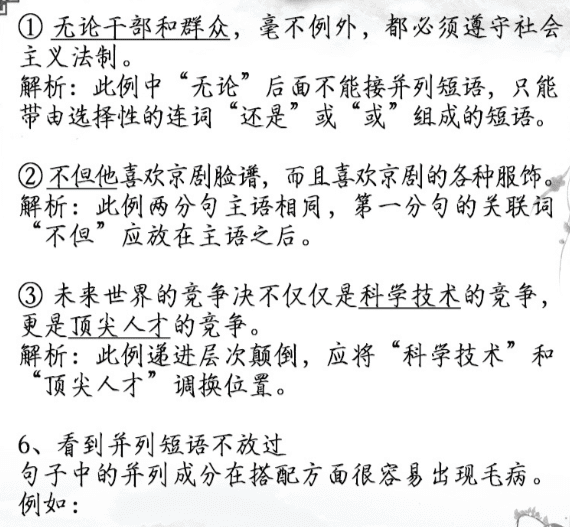 ① 无论干部和群众，毫不例外，都必须遵守社会
主义法制。
解析：此例中“无论”后面不能接并列短语，只能
带由选择性的连词“还是”或“或”组成的短语。
② 不但他喜欢京剧脸谱，而且喜欢京剧的各种服饰。
解析：此例两分句主语相同，第一分句的关联词
“不但”应放在主语之后。
③ 未来世界的竞争决不仅仅是科学技术的竞争，
更是顶尖人才的竞争。
解析：此例递进层次颠倒，应将“科学技术”和
“顶尖人才”调换位置。
6、看到并列短语不放过
句子中的并列成分在搭配方面很容易出现毛病。
例如：